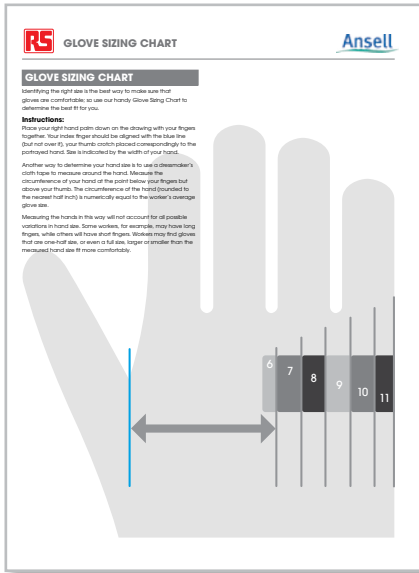 RS
GLOVE SIZING CHART
Ansell
GLOVE SIZING CHART
Identifying the right size is the best way to make sure that
gloves are comfortable; so use our handy Glove Sizing Chart to
determine the best fit for you.
Instructions:
Place your right hand palm down on the drawing with your fingers
together. Your index finger should be aligned with the blue line
(but not over it), your thumb crotch placed correspondingly to the
portrayed hand. Size is indicated by the width of your hand.
Another way to determine your hand size is to use a dressmaker's
cloth tape to measure around the hand. Measure the
circumference of your hand at the point below your fingers but
above your thumb. The circumference of the hand (rounded to
the nearest half inch) is numerically equal to the worker's average
glove size.
Measuring the hands in this way will not account for all possible
variations in hand size. Some workers, for example, may have long
fingers, while others will have short fingers. Workers may find gloves
that are one-half size, or even a full size, larger or smaller than the
measured hand size fit more comfortably.
6 7 8 9 10 11